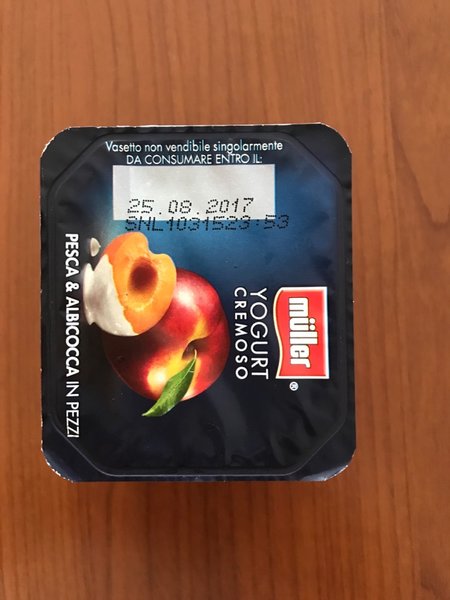 Vasetto non vendibile singolarmente
DA CONSUMARE ENTRO IL:
25.08.2017
SNL1031523:53
müller®
YOGURT
CREMOSO
PESCA & ALBICOCCA IN PEZZI